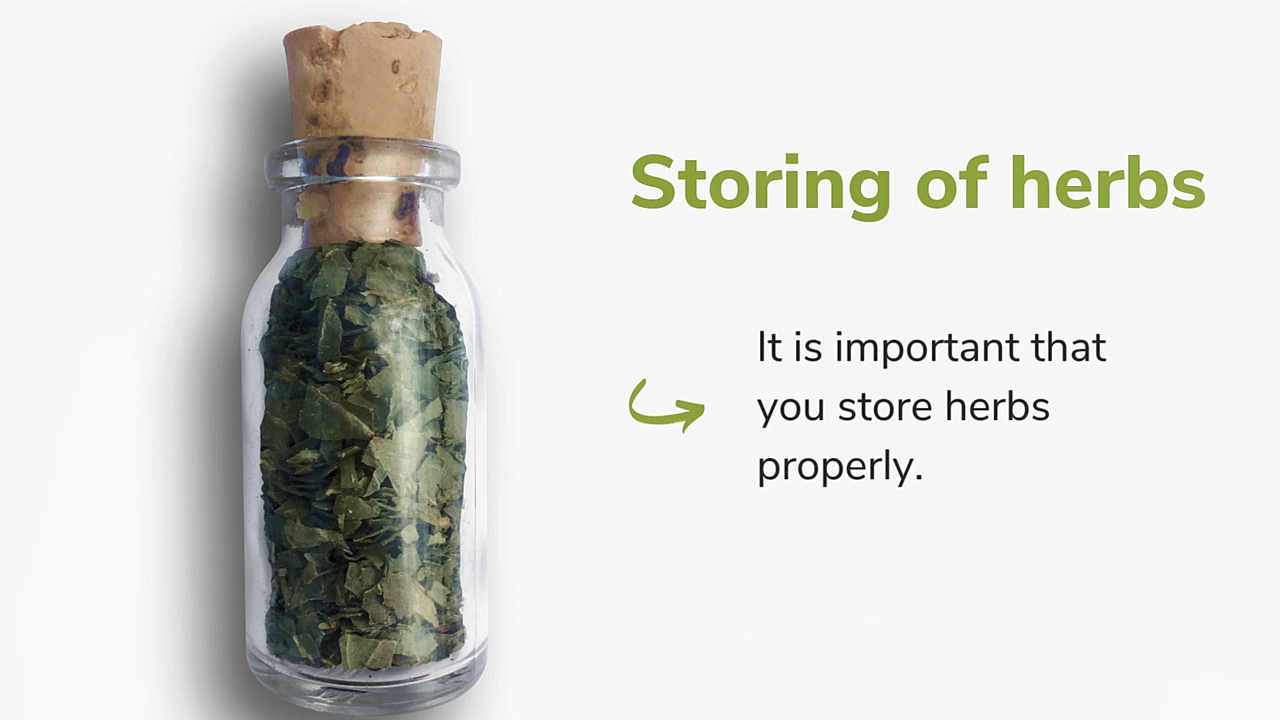 Storing of herbs
It is important that
you store herbs
properly.